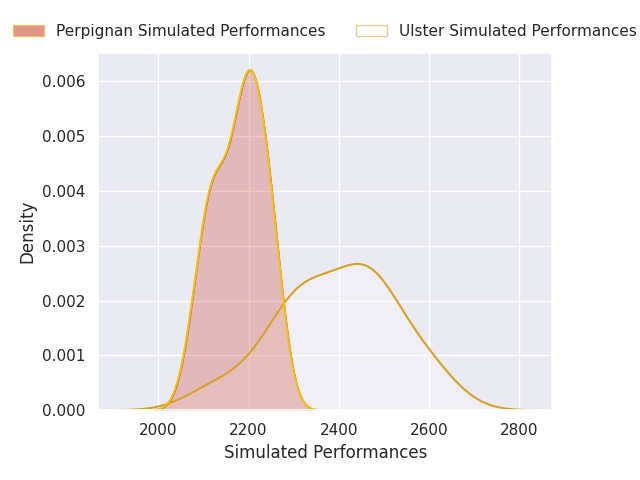 Perpignan Simulated Performances Ulster Simulated Performances
0.006
0.005
0.004
0.003
0.002
0.001
0.000
Density
2000 2200 2400 2600 2800
Simulated Performances